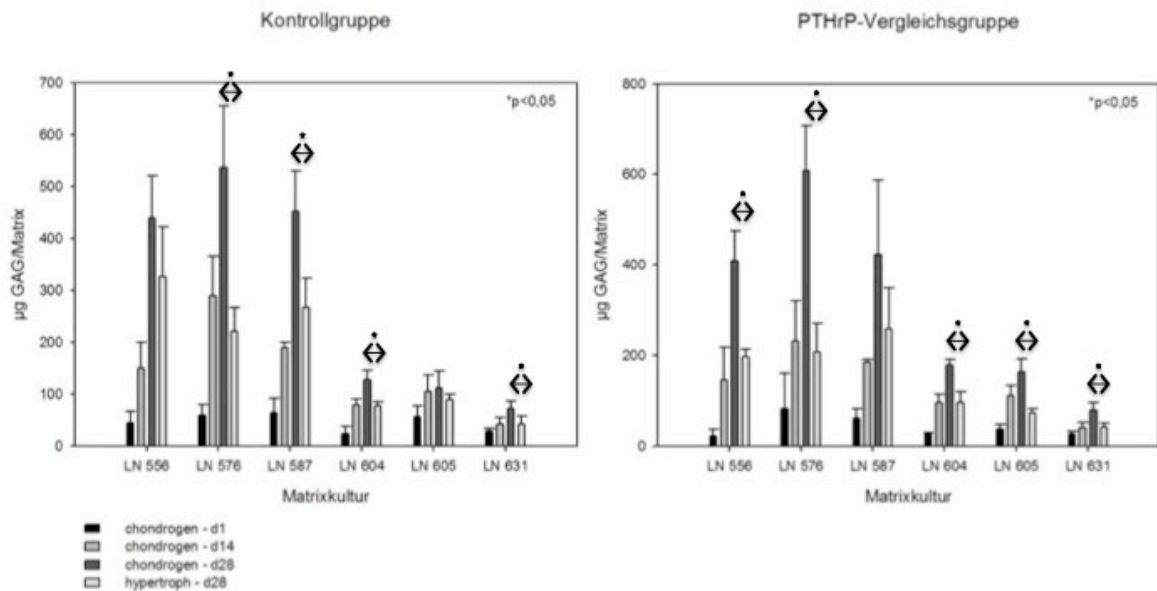 Kontrollgruppe
700
600
500
400
300
200
100
0
µg GAG/Matrix
*p<0,05
*
*
*
*
LN 556 LN 576 LN 587 LN 604 LN 605 LN 631
Matrixkultur
chondrogen - d1
chondrogen - d14
chondrogen - d28
hypertroph - d28
PTHrP-Vergleichsgruppe
800
600
400
200
0
µg GAG/Matrix
*p<0,05
*
*
*
*
*
LN 556 LN 576 LN 587 LN 604 LN 605 LN 631
Matrixkultur